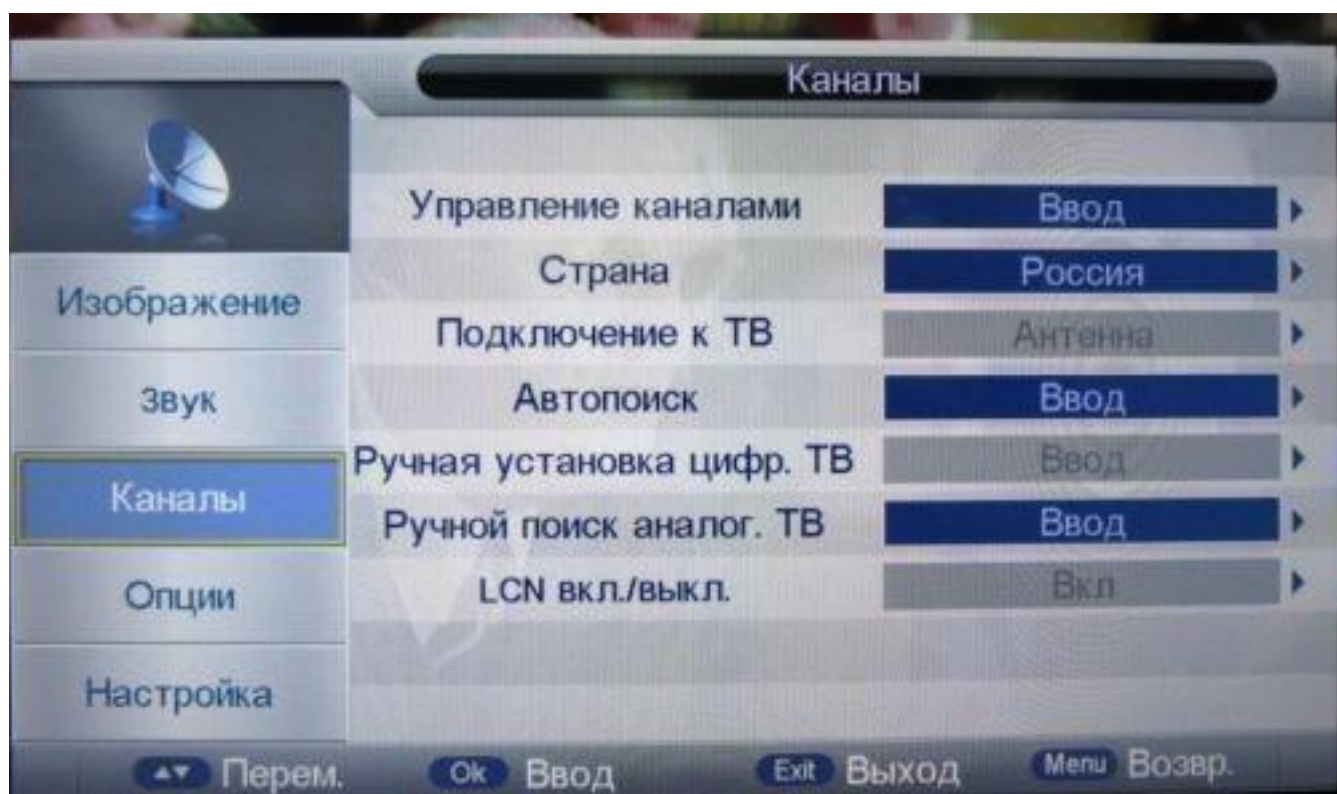 Каналы
Управление каналами Ввод
Страна Россия
Изображение
Подключение к ТВ Антенна
Звук
Автопоиск Ввод
Ручная установка цифр. ТВ Ввод
Каналы
Ручной поиск аналог. ТВ Ввод
Опции
LCN вкл./выкл. Вкл
Настройка
Перем. Ok Ввод Exit Выход Menu Возвр.